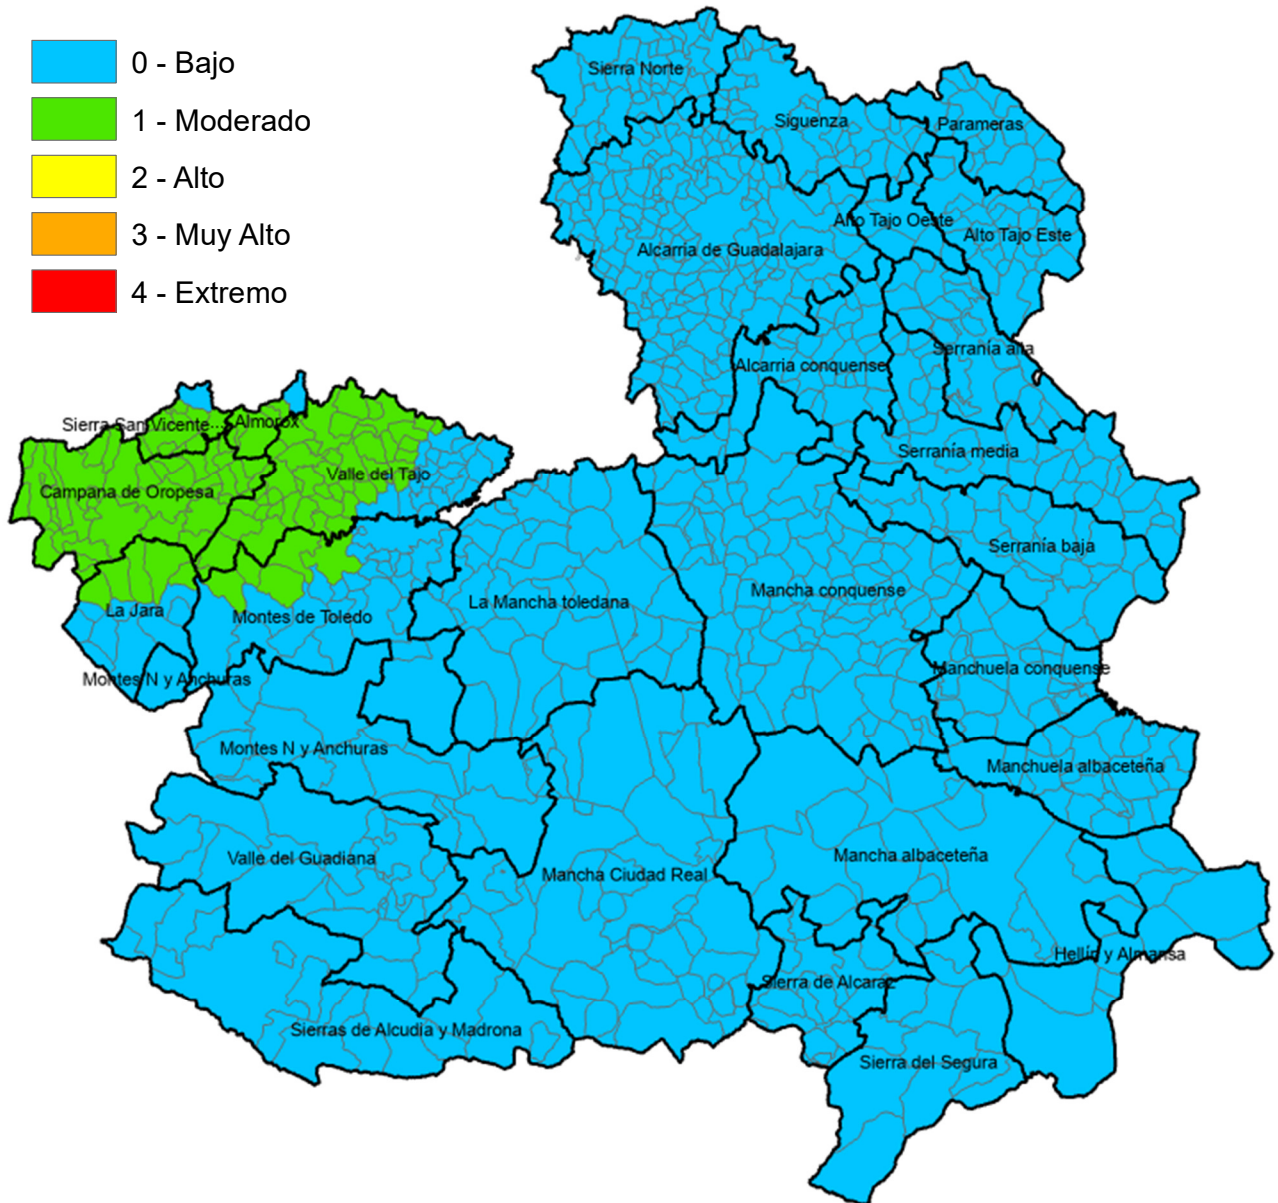 0 - Bajo
1 - Moderado
2 - Alto
3 - Muy Alto
4 - Extremo
Sierra Norte
Siguenza
Parameras
Alto Tajo Oeste
Alto Tajo Este
Alcarria de Guadalajara
Serranía alta
Alcarria conquense
Sierra San Vicente...
Almorox
Serranía media
Valle del Tajo
Campana de Oropesa
Serranía baja
Mancha conquense
La Mancha toledana
La Jara
Montes de Toledo
Manchuela conquense
Montes N y Anchuras
Montes N y Anchuras
Manchuela albaceteña
Valle del Guadiana
Mancha albaceteña
Mancha Ciudad Real
Hellín y Almansa
Sierra de Alcaraz
Sierras de Alcudia y Madrona
Sierra del Segura